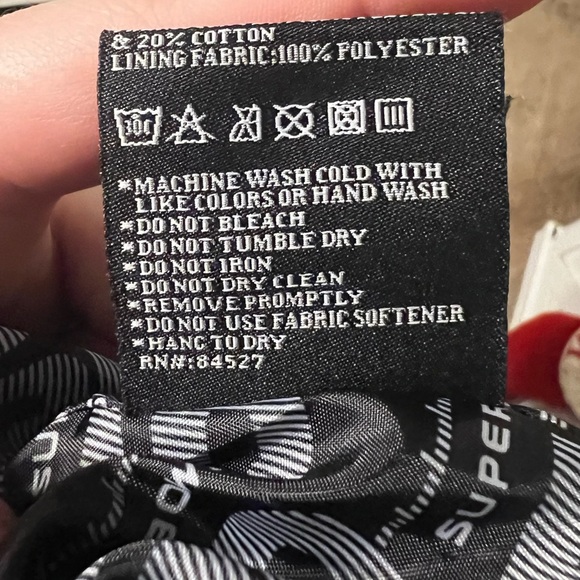 & 20% COTTON
LINING FABRIC:100% POLYESTER
30c
*MACHINE WASH COLD WITH
LIKE COLORS OR HAND WASH
*DO NOT BLEACH
*DO NOT TUMBLE DRY
*DO NOT IRON
*DO NOT DRY CLEAN
*REMOVE PROMPTLY
*DO NOT USE FABRIC SOFTENER
*HANG TO DRY
RN#:84527
SU
SUPER